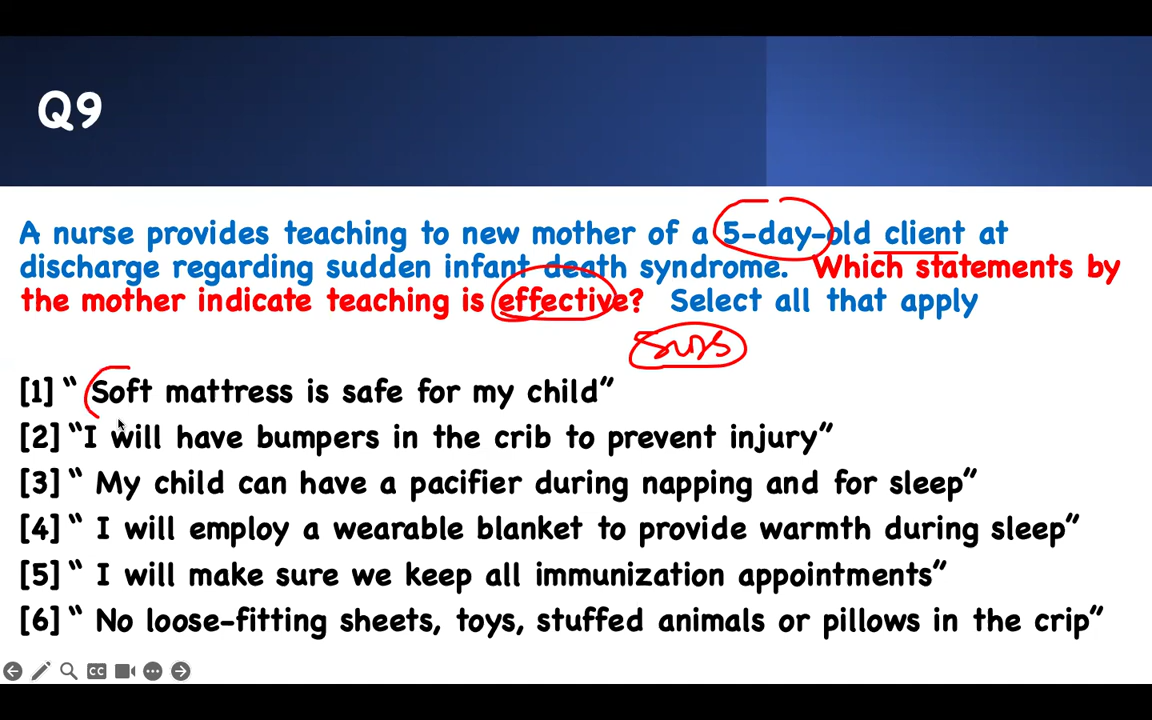 Q9
A nurse provides teaching to new mother of a 5-day-old client at
discharge regarding sudden infant death syndrome. Which statements by
the mother indicate teaching is effective? Select all that apply
[1] “ Soft mattress is safe for my child”
[2] “I will have bumpers in the crib to prevent injury”
[3] “ My child can have a pacifier during napping and for sleep”
[4] “ I will employ a wearable blanket to provide warmth during sleep”
[5] “ I will make sure we keep all immunization appointments”
[6] “ No loose-fitting sheets, toys, stuffed animals or pillows in the crip”
CC